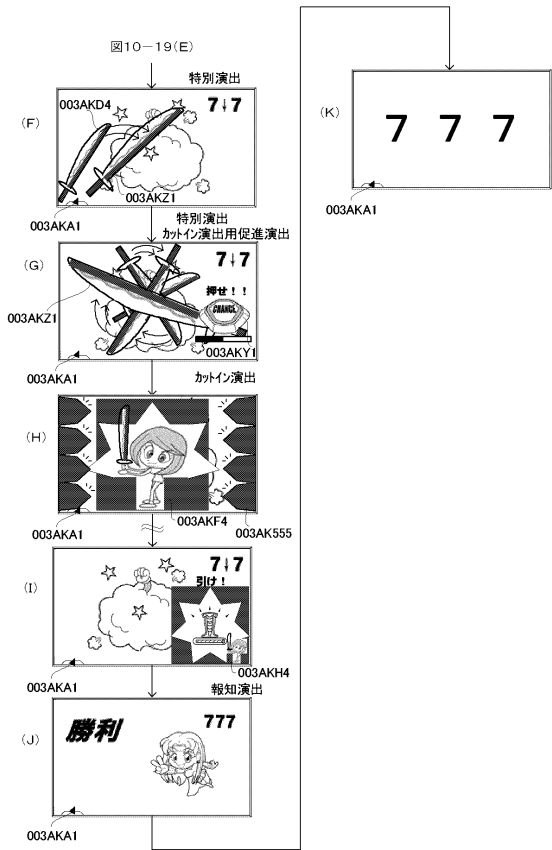 図10-19(E)
特別演出
(F)
003AKD4
7↓7
003AKZ1
003AKA1
特別演出
カットイン演出用促進演出
(G)
7↓7
押せ!!
CHANCE
003AKZ1
003AKY1
003AKA1
カットイン演出
(H)
003AKF4
003AKA1
003AK555
(I)
7↓7
引け!
003AKH4
003AKA1
報知演出
(J)
勝利
777
003AKA1
(K)
7 7 7
003AKA1